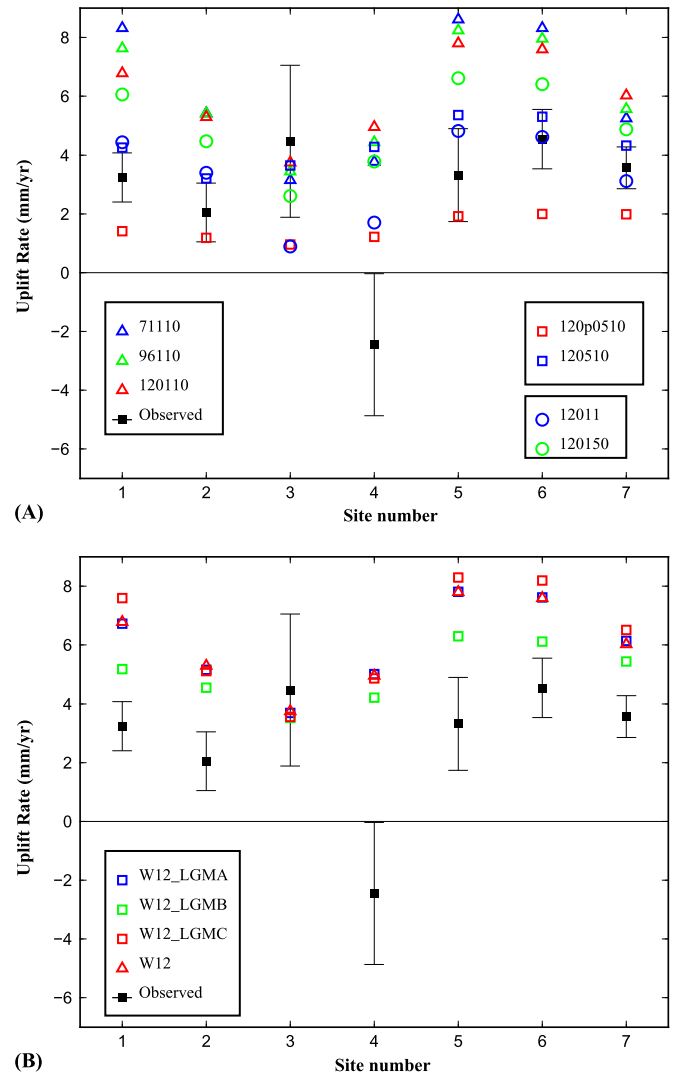 8
6
4
2
0
−2
−4
−6
Uplift Rate (mm/yr)
71110
96110
120110
Observed
120p0510
120510
12011
120150
1 2 3 4 5 6 7
Site number
(A)
8
6
4
2
0
−2
−4
−6
Uplift Rate (mm/yr)
W12_LGMA
W12_LGMB
W12_LGMC
W12
Observed
1 2 3 4 5 6 7
Site number
(B)